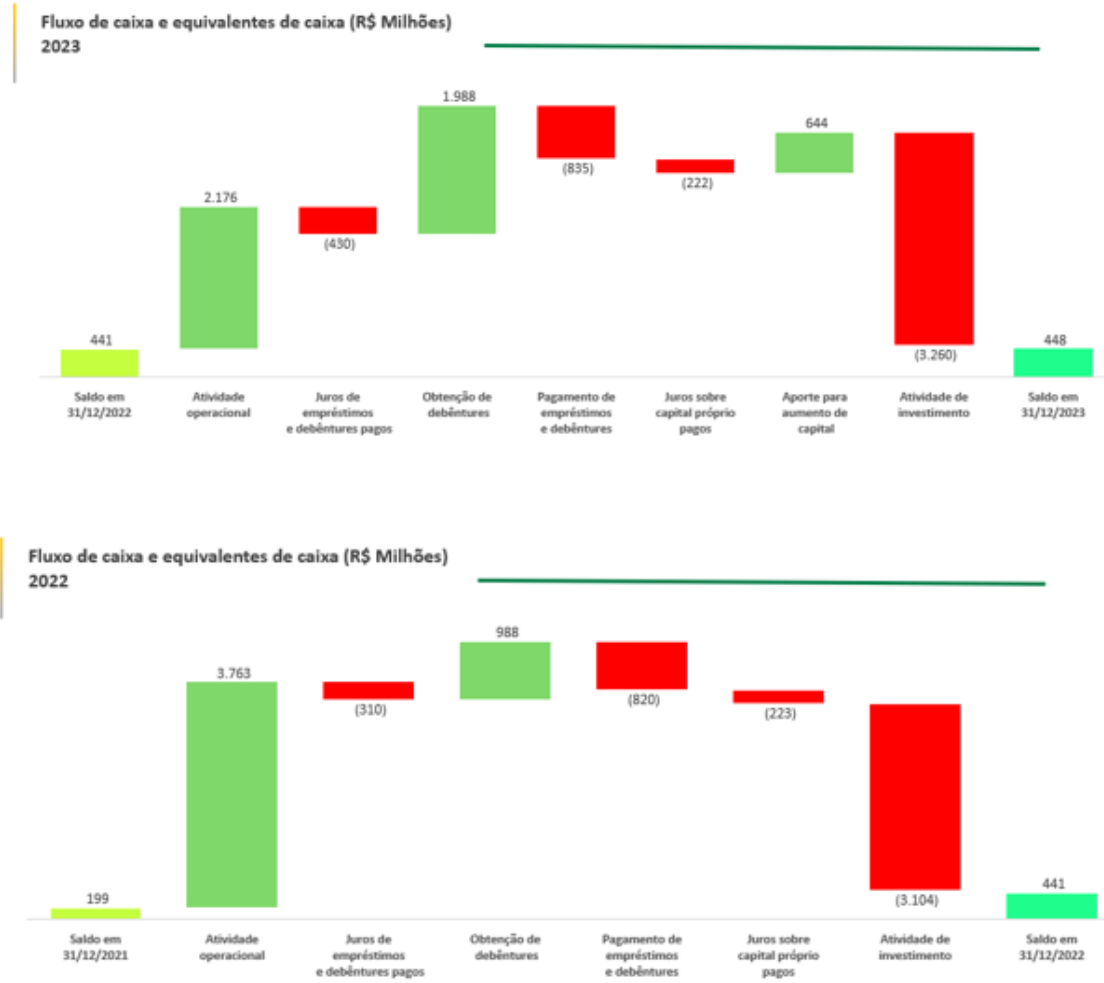 Fluxo de caixa e equivalentes de caixa (R$ Milhões)
2023
1.988
644
(835)
(222)
2.176
(430)
441
(3.260)
448
Saldo em
31/12/2022
Atividade
operacional
Juros de
empréstimos
e debêntures pagos
Obtenção de
debêntures
Pagamento de
empréstimos
e debêntures
Juros sobre
capital próprio
pagos
Aporte para
aumento de
capital
Atividade de
investimento
Saldo em
31/12/2023
Fluxo de caixa e equivalentes de caixa (R$ Milhões)
2022
988
3.763
(310)
(820)
(223)
199
(3.104)
441
Saldo em
31/12/2021
Atividade
operacional
Juros de
empréstimos
e debêntures pagos
Obtenção de
debêntures
Pagamento de
empréstimos
e debêntures
Juros sobre
capital próprio
pagos
Atividade de
investimento
Saldo em
31/12/2022